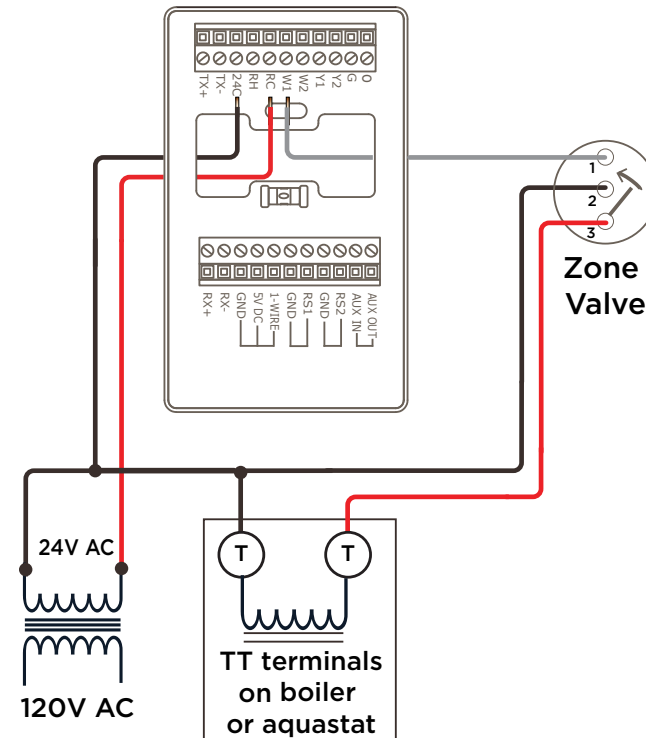 TX+
TX-
24C
RH
RC
W1
W2
Y1
Y2
G
O
1
2
3
Zone
Valve
RX+
RX-
GND
5V DC
1-WIRE
GND
RS1
GND
RS2
AUX IN
AUX OUT
24V AC
T
T
120V AC
TT terminals
on boiler
or aquastat